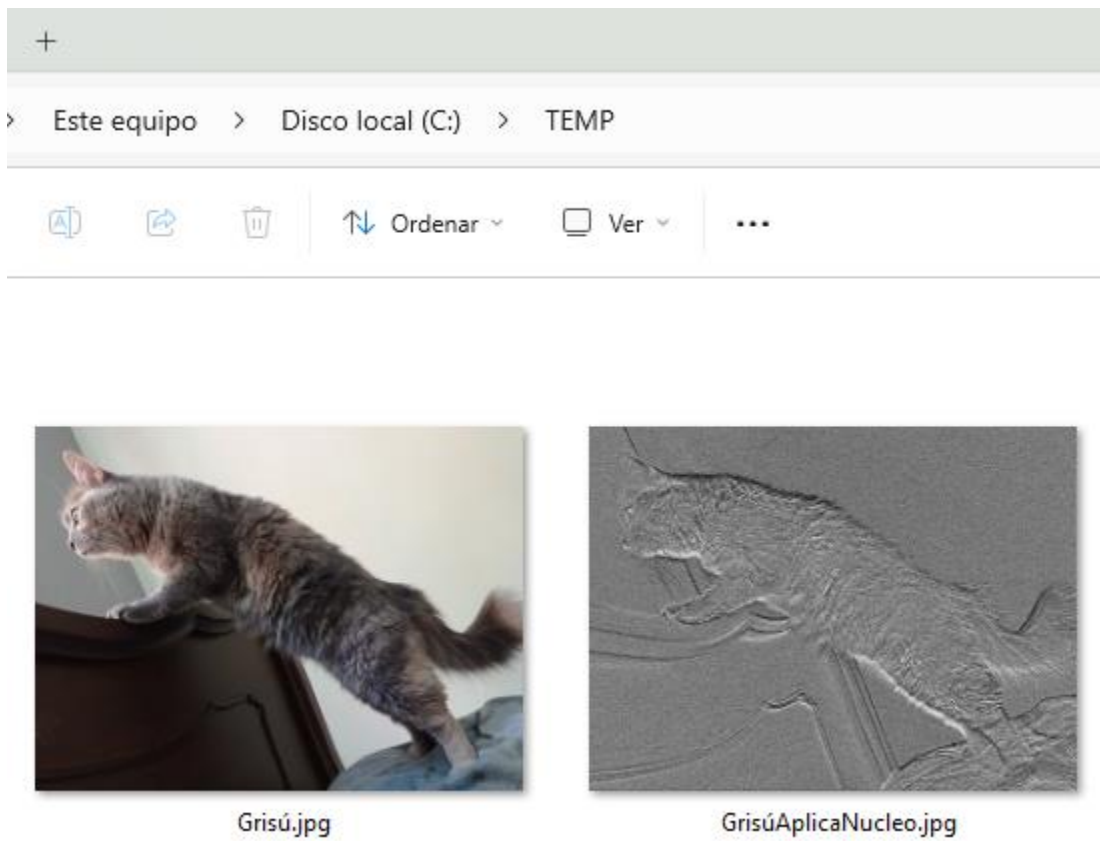 Este equipo > Disco local (C:) > TEMP
Ordenar Ver
Grisú.jpg
GrisúAplicaNucleo.jpg